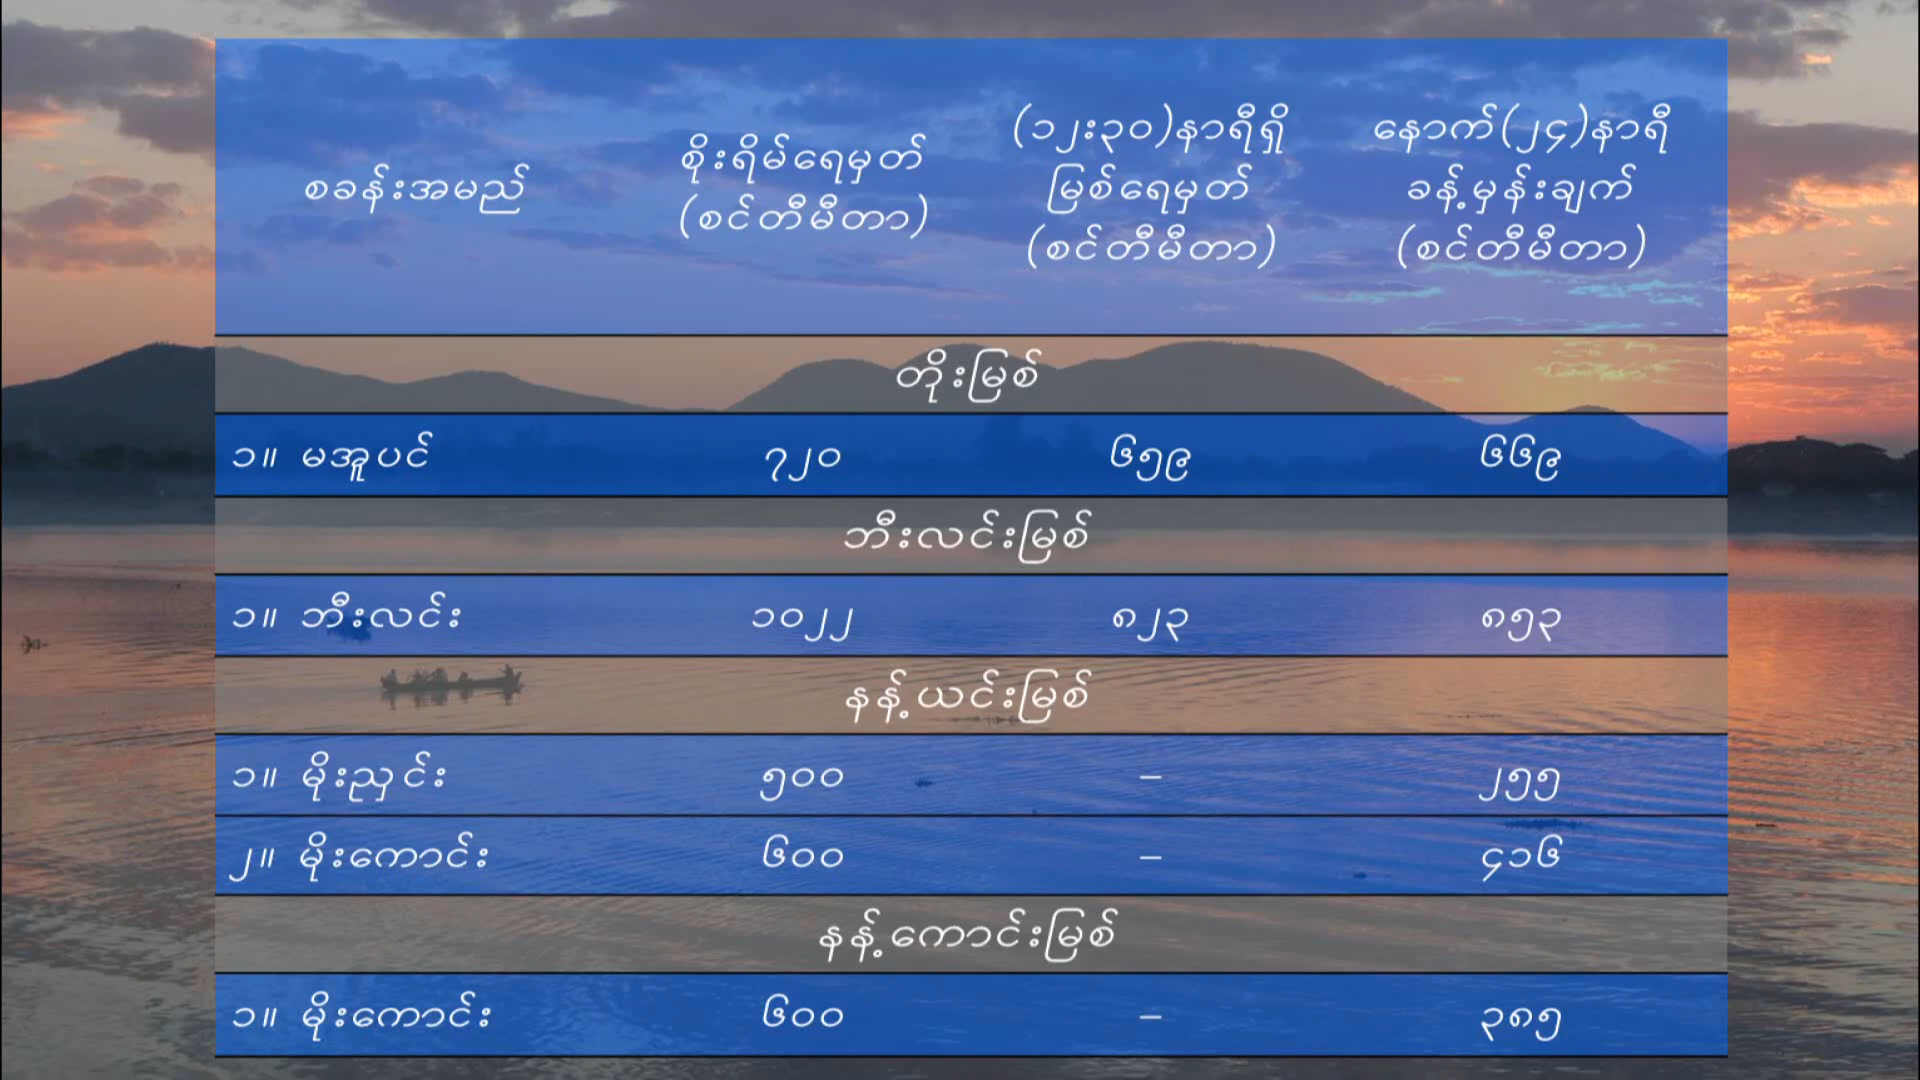 စခန်းအမည်
စိုးရိမ်ရေမှတ်
(စင်တီမီတာ)
(၁၂း၃၀)နာရီရှိ
မြစ်ရေမှတ်
(စင်တီမီတာ)
နောက်(၂၄)နာရီ
ခန့်မှန်းချက်
(စင်တီမီတာ)
တိုးမြစ်
၁။ မအူပင် ၇၂၀ ၆၅၉ ၆၆၉
ဘီးလင်းမြစ်
၁။ ဘီးလင်း ၁၀၂၂ ၈၂၃ ၈၅၃
နန့်ယင်းမြစ်
၁။ မိုးညှင်း ၅၀၀ – ၂၅၅
၂။ မိုးကောင်း ၆၀၀ – ၄၁၆
နန့်ကောင်းမြစ်
၁။ မိုးကောင်း ၆၀၀ – ၃၈၅